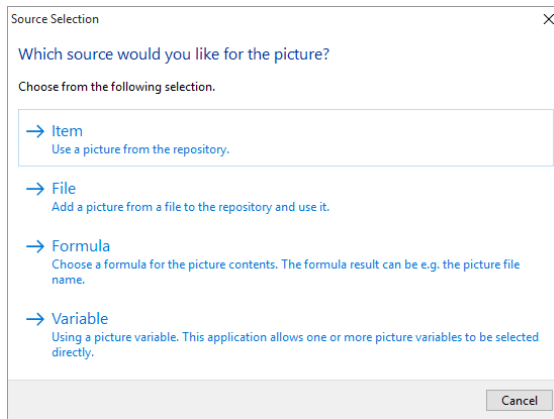 Source Selection
Which source would you like for the picture?
Choose from the following selection.
Item
Use a picture from the repository.
File
Add a picture from a file to the repository and use it.
Formula
Choose a formula for the picture contents. The formula result can be e.g. the picture file
name.
Variable
Using a picture variable. This application allows one or more picture variables to be selected
directly.
Cancel